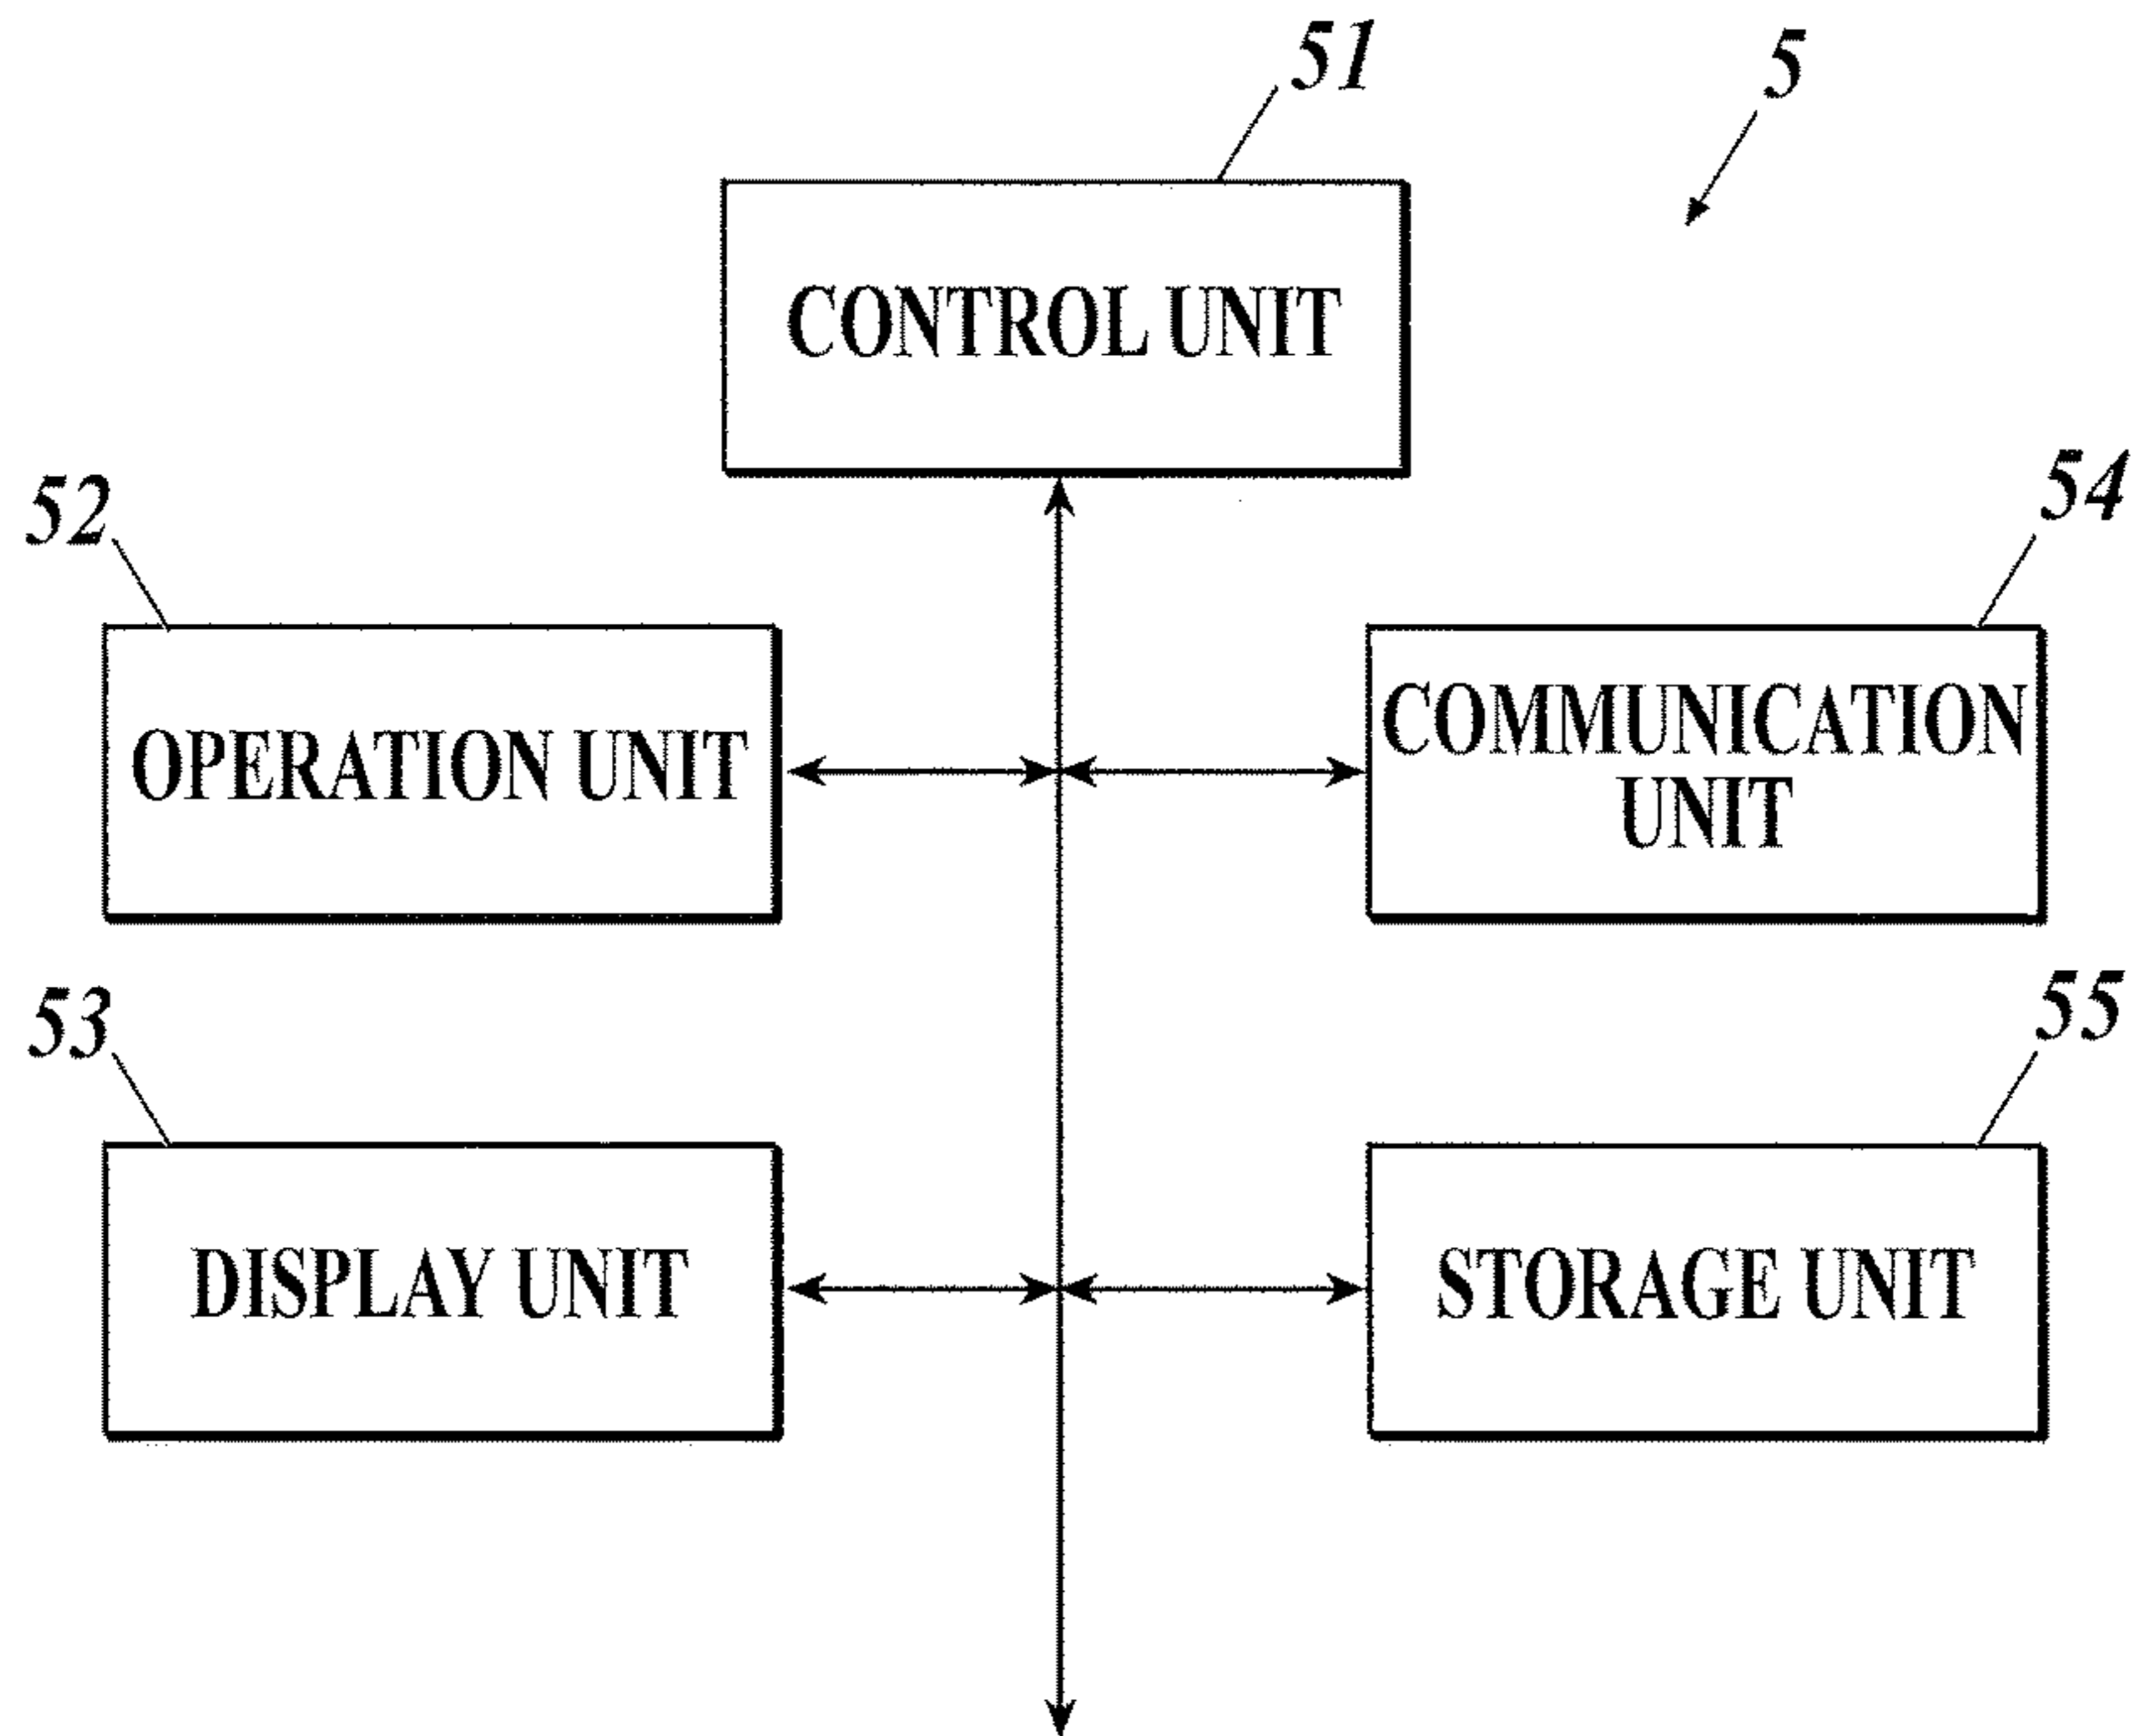 51
5
CONTROL UNIT
52
54
OPERATION UNIT
COMMUNICATION
UNIT
53
55
DISPLAY UNIT
STORAGE UNIT